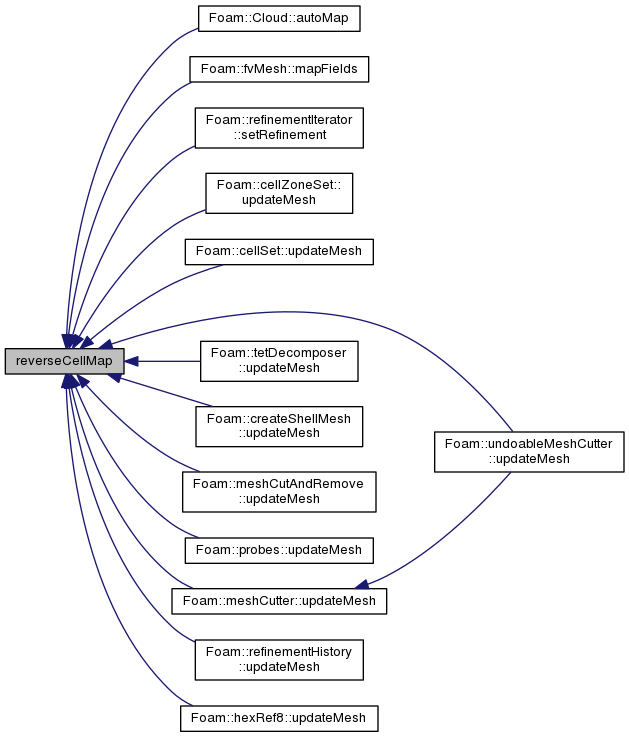 Foam::Cloud::autoMap
Foam::fvMesh::mapFields
Foam::refinementIterator
::setRefinement
Foam::cellZoneSet::
updateMesh
Foam::cellSet::updateMesh
reverseCellMap
Foam::tetDecomposer
::updateMesh
Foam::createShellMesh
::updateMesh
Foam::undoableMeshCutter
::updateMesh
Foam::meshCutAndRemove
::updateMesh
Foam::probes::updateMesh
Foam::meshCutter::updateMesh
Foam::refinementHistory
::updateMesh
Foam::hexRef8::updateMesh